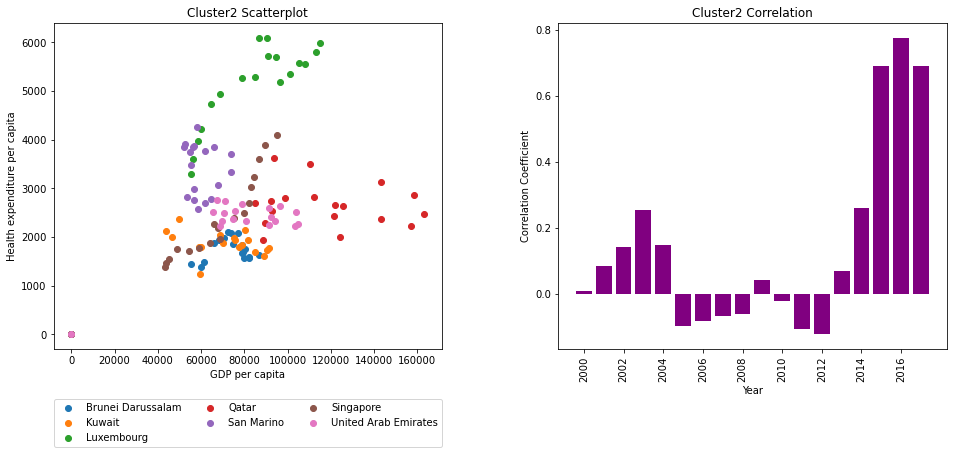 Cluster2 Scatterplot
Health expenditure per capita
6000
5000
4000
3000
2000
1000
0
0 20000 40000 60000 80000 100000 120000 140000 160000
GDP per capita
Brunei Darussalam Qatar Singapore
Kuwait San Marino United Arab Emirates
Luxembourg
Cluster2 Correlation
Correlation Coefficient
0.8
0.6
0.4
0.2
0.0
2000 2002 2004 2006 2008 2010 2012 2014 2016
Year